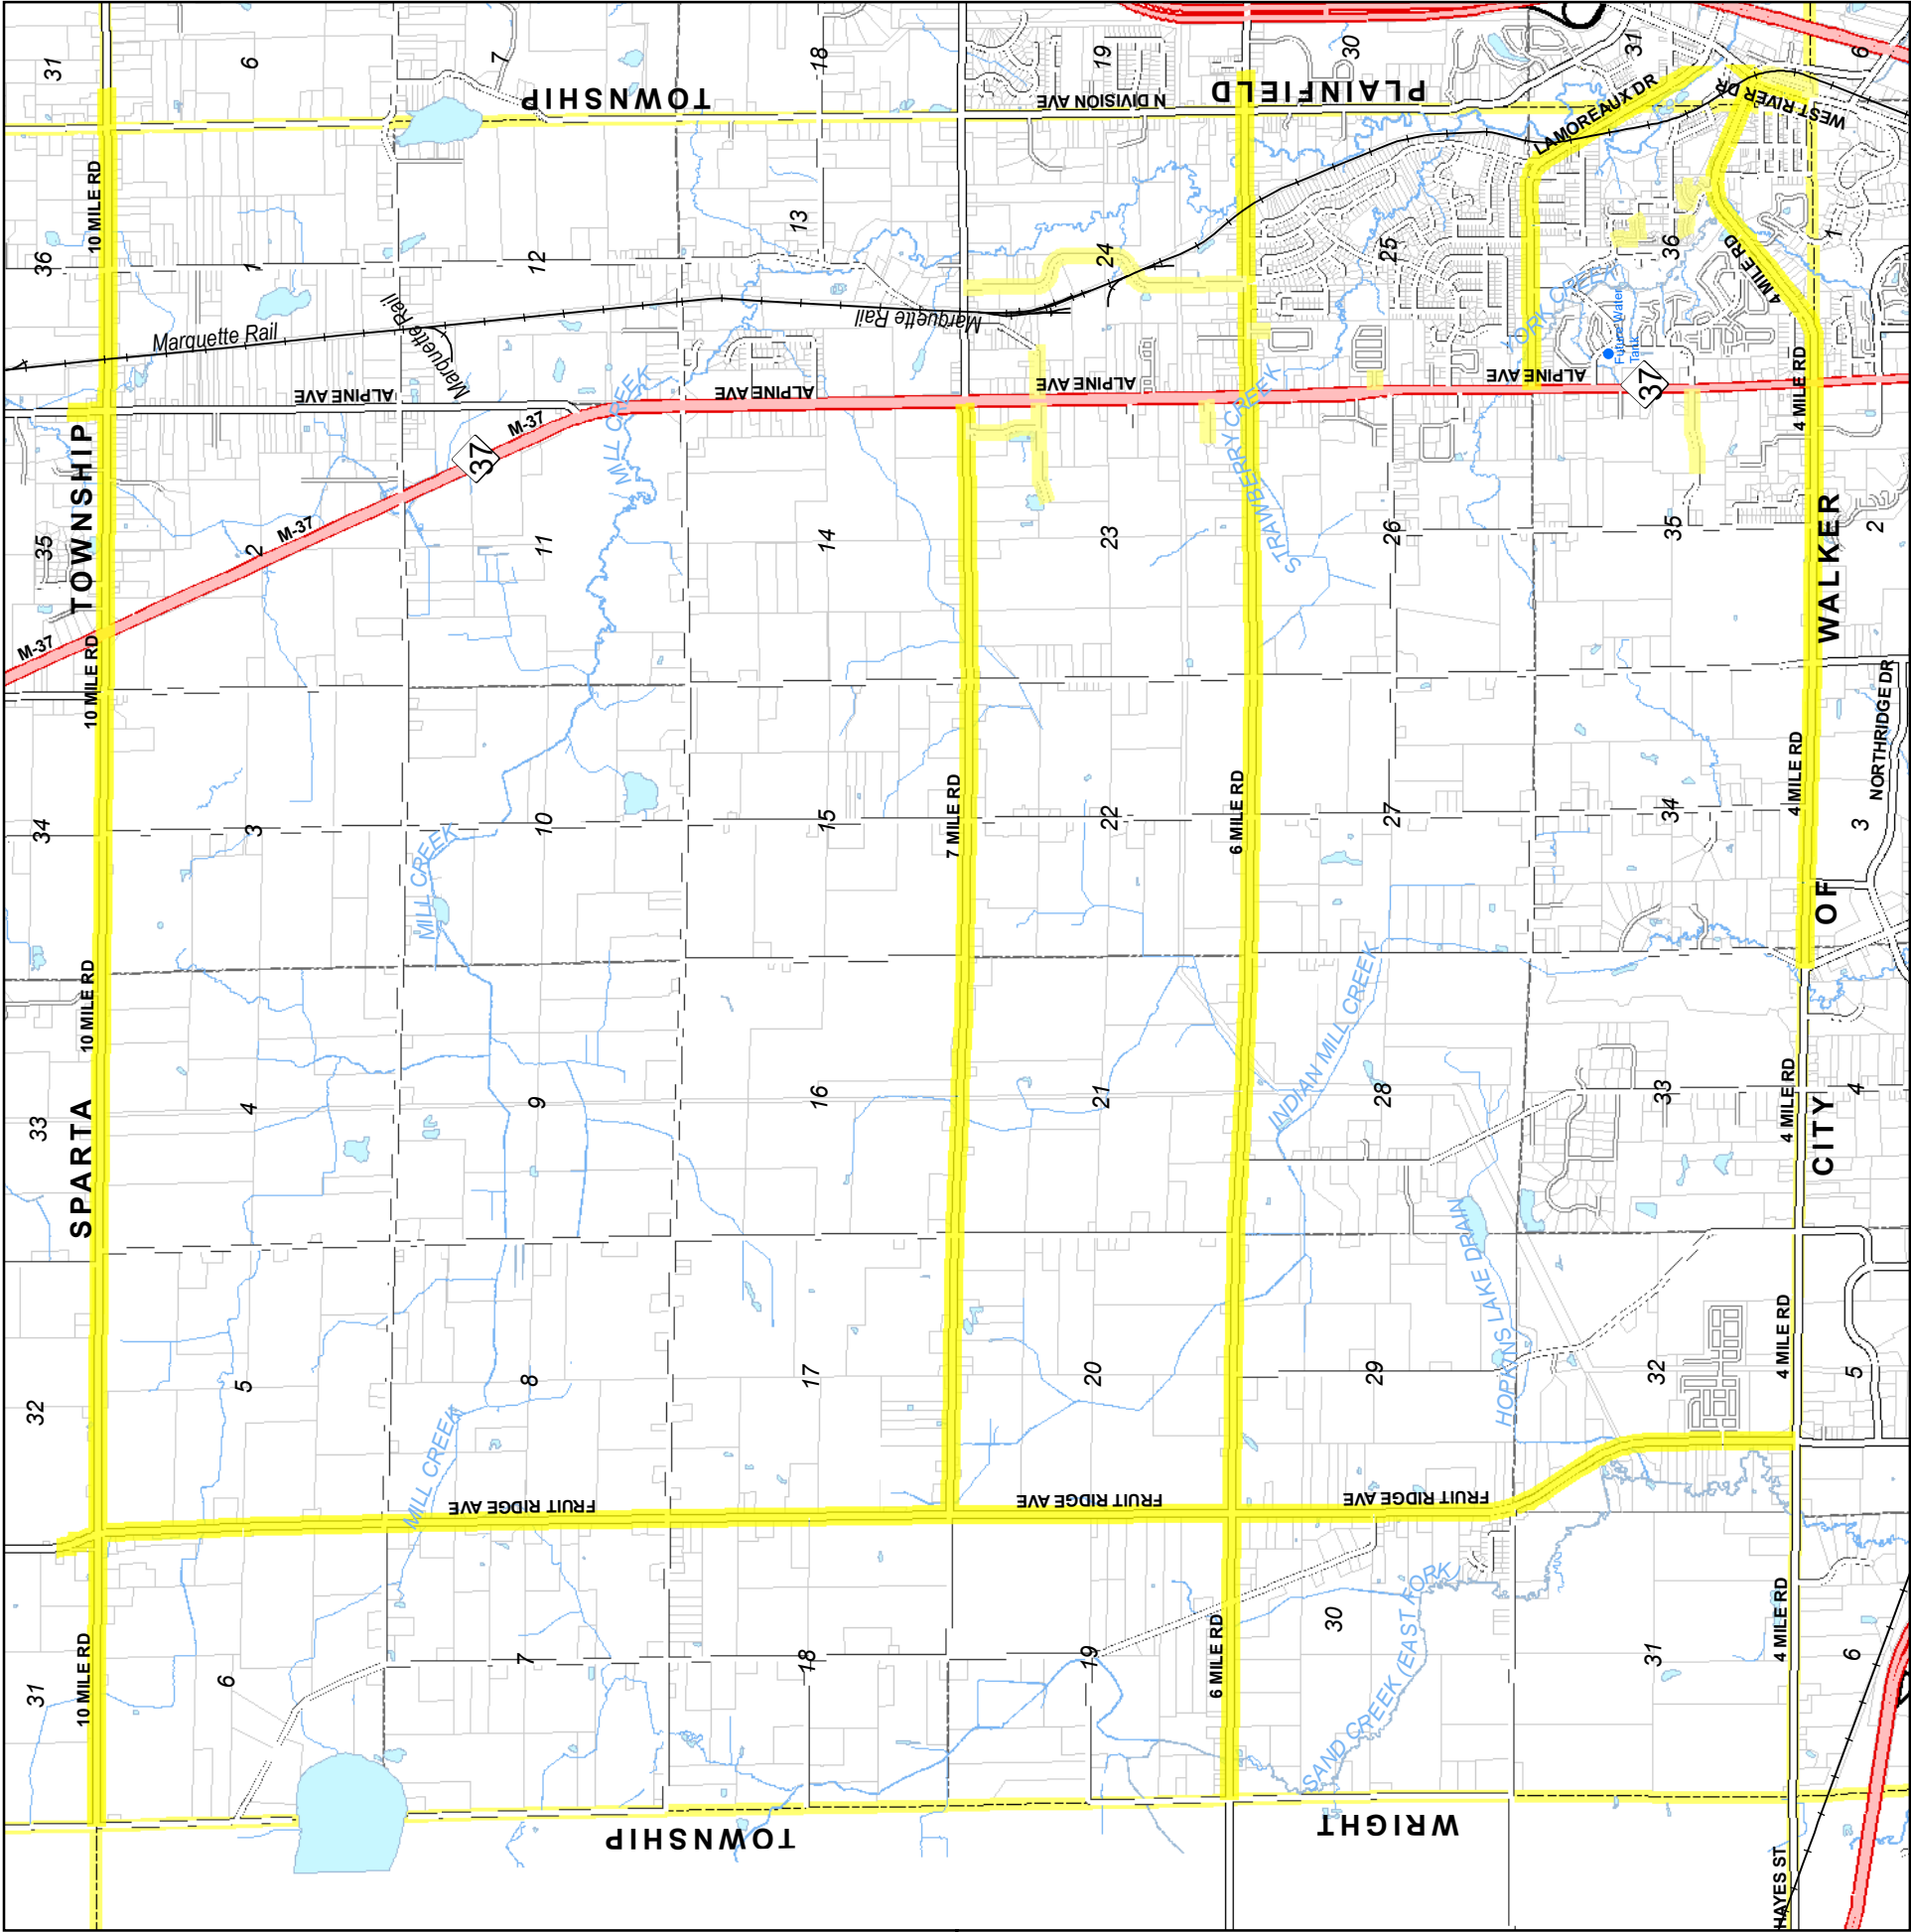 31
32
33
34
35
36
31
M-37
10 MILE RD
10 MILE RD
10 MILE RD
10 MILE RD
SPARTA
TOWNSHIP
6
5
4
3
2
1
6
M-37
Marquette Rail
ALPINE AVE
Marquette Rail
MILL CREEK
MILL CREEK
FRUIT RIDGE AVE
37
M-37
7
8
9
10
11
12
7
MILL CREEK
TOWNSHIP
TOWNSHIP
ALPINE AVE
18
17
16
15
14
13
18
Marquette Rail
7 MILE RD
FRUIT RIDGE AVE
ALPINE AVE
N DIVISION AVE
19
20
21
22
23
24
19
6 MILE RD
6 MILE RD
STRAWBERRY CREEK
PLAINFIELD
INDIAN MILL CREEK
SAND CREEK (EAST FORK)
WRIGHT
30
29
28
27
26
25
30
FRUIT RIDGE AVE
HOPKINS LAKE DRAIN
ALPINE AVE
YORK CREEK
LAMOREAUX DR
Future Water
Tank
37
31
32
33
34
35
36
31
4 MILE RD
WEST RIVER DR
HAYES ST
4 MILE RD
4 MILE RD
4 MILE RD
4 MILE RD
4 MILE RD
CITY OF WALKER
NORTHRIDGE DR
6
5
4
3
2
1
6